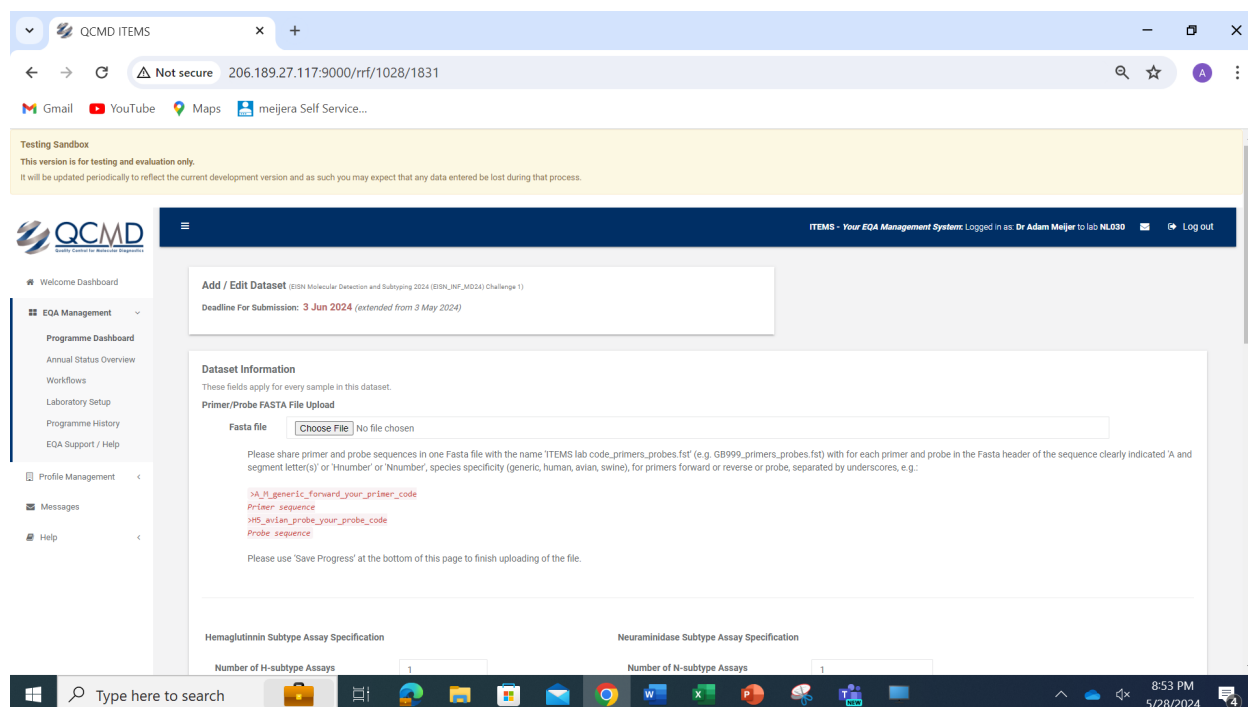 QCMD ITEMS
Not secure 206.189.27.117:9000/rrf/1028/1831
A
Gmail YouTube Maps meijera Self Service...
Testing Sandbox
This version is for testing and evaluation only.
It will be updated periodically to reflect the current development version and as such you may expect that any data entered be lost during that process.
QCMD
Quality Control for Molecular Diagnostics
ITEMS - Your EQA Management System: Logged in as: Dr Adam Meijer to lab NL030 Log out
Welcome Dashboard
EQA Management
Programme Dashboard
Annual Status Overview
Workflows
Laboratory Setup
Programme History
EQA Support / Help
Profile Management
Messages
Help
Add / Edit Dataset (EISN Molecular Detection and Subtyping 2024 (EISN_INF_MD24) Challenge 1)
Deadline For Submission: 3 Jun 2024 (extended from 3 May 2024)
Dataset Information
These fields apply for every sample in this dataset.
Primer/Probe FASTA File Upload
Fasta file Choose File No file chosen
Please share primer and probe sequences in one Fasta file with the name 'ITEMS lab code_primers_probes.fst' (e.g. GB999_primers_probes.fst) with for each primer and probe in the Fasta header of the sequence clearly indicated 'A and
segment letter(s)' or 'Hnumber' or 'Nnumber', species specificity (generic, human, avian, swine), for primers forward or reverse or probe, separated by underscores, e.g.:
>A_M_generic_forward_your_primer_code
Primer sequence
>H5_avian_probe_your_probe_code
Probe sequence
Please use 'Save Progress' at the bottom of this page to finish uploading of the file.
Hemaglutinnin Subtype Assay Specification
Number of H-subtype Assays 1
Neuraminidase Subtype Assay Specification
Number of N-subtype Assays 1
Type here to search
8:53 PM
5/28/2024
4